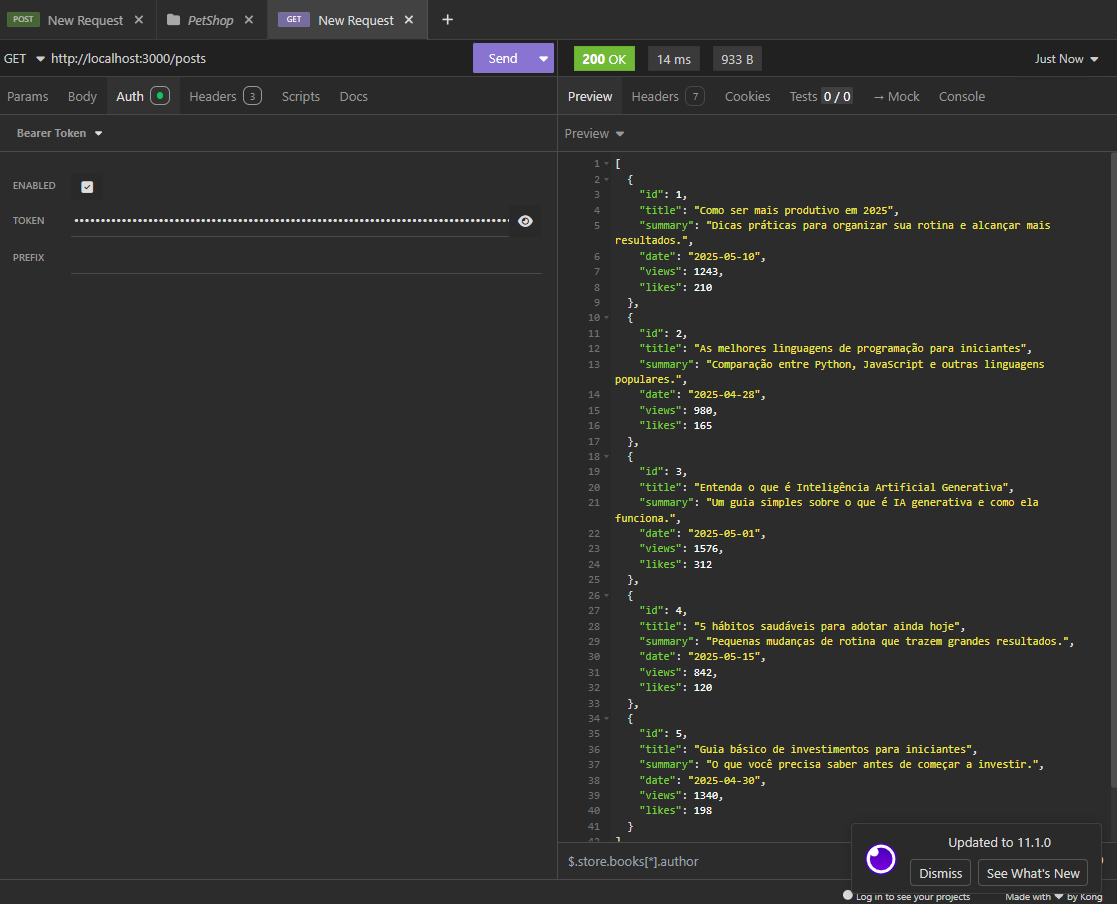 POST New Request × PetShop × GET New Request × +
GET http://localhost:3000/posts Send
200 OK 14 ms 933 B Just Now
Params Body Auth Headers 3 Scripts Docs
Preview Headers 7 Cookies Tests 0 / 0 → Mock Console
Bearer Token
Preview
ENABLED
TOKEN ••••••••••••••••••••••••••••••••••••••••••••••••••••••••••••••••••••••••
PREFIX
1 [
2 {
3 "id": 1,
4 "title": "Como ser mais produtivo em 2025",
5 "summary": "Dicas práticas para organizar sua rotina e alcançar mais
resultados.",
6 "date": "2025-05-10",
7 "views": 1243,
8 "likes": 210
9 },
10 {
11 "id": 2,
12 "title": "As melhores linguagens de programação para iniciantes",
13 "summary": "Comparação entre Python, JavaScript e outras linguagens
populares.",
14 "date": "2025-04-28",
15 "views": 980,
16 "likes": 165
17 },
18 {
19 "id": 3,
20 "title": "Entenda o que é Inteligência Artificial Generativa",
21 "summary": "Um guia simples sobre o que é IA generativa e como ela
funciona.",
22 "date": "2025-05-01",
23 "views": 1576,
24 "likes": 312
25 },
26 {
27 "id": 4,
28 "title": "5 hábitos saudáveis para adotar ainda hoje",
29 "summary": "Pequenas mudanças de rotina que trazem grandes resultados.",
30 "date": "2025-05-15",
31 "views": 842,
32 "likes": 120
33 },
34 {
35 "id": 5,
36 "title": "Guia básico de investimentos para iniciantes",
37 "summary": "O que você precisa saber antes de começar a investir.",
38 "date": "2025-04-30",
39 "views": 1340,
40 "likes": 198
41 }
42 ]
$.store.books[*].author
Updated to 11.1.0
Dismiss See What's New
Log in to see your projects Made with ❤ by Kong